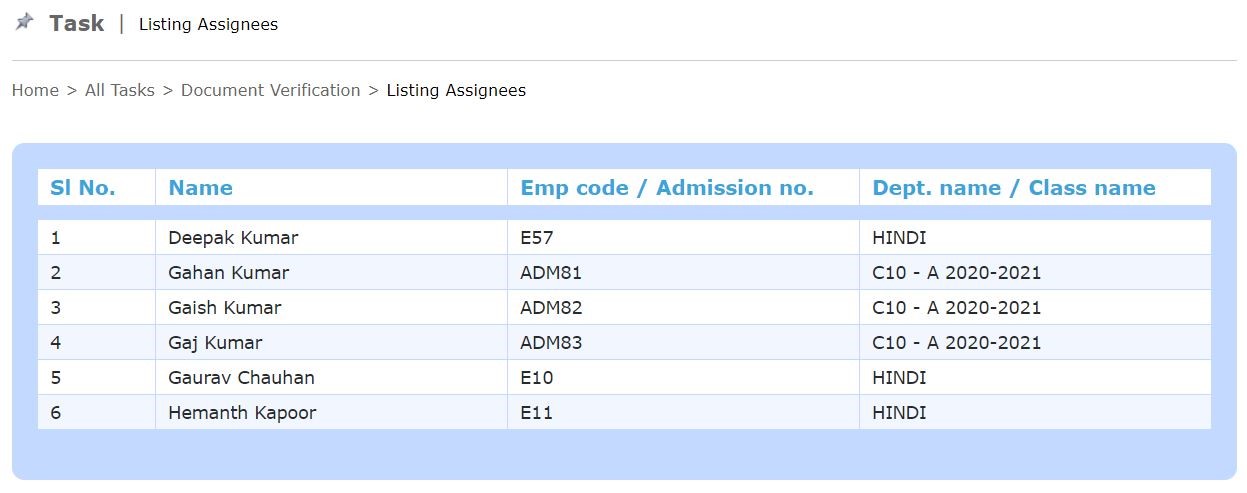 Task | Listing Assignees
Home > All Tasks > Document Verification > Listing Assignees
Sl No. Name Emp code / Admission no. Dept. name / Class name
1 Deepak Kumar E57 HINDI
2 Gahan Kumar ADM81 C10 - A 2020-2021
3 Gaish Kumar ADM82 C10 - A 2020-2021
4 Gaj Kumar ADM83 C10 - A 2020-2021
5 Gaurav Chauhan E10 HINDI
6 Hemanth Kapoor E11 HINDI